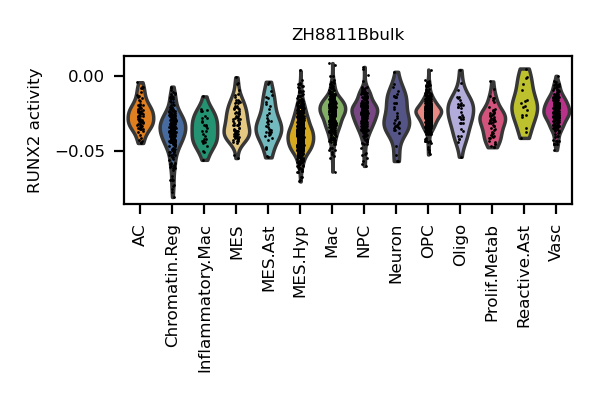 ZH8811Bbulk
RUNX2 activity
0.00
−0.05
AC
Chromatin.Reg
Inflammatory.Mac
MES
MES.Ast
MES.Hyp
Mac
NPC
Neuron
OPC
Oligo
Prolif.Metab
Reactive.Ast
Vasc